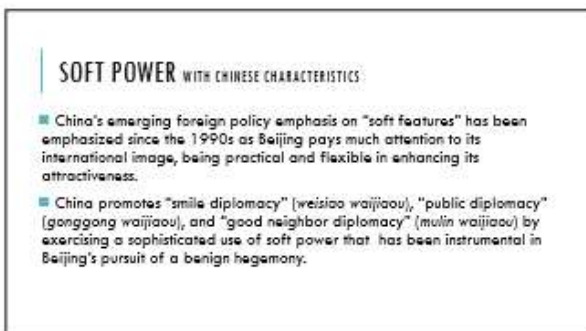 SOFT POWER WITH CHINESE CHARACTERISTICS
China's emerging foreign policy emphasis on "soft features" has been
emphasized since the 1990s as Beijing pays much attention to its
international image, being practical and flexible in enhancing its
attractiveness.
China promotes "smile diplomacy" (weisiao waijiaou), "public diplomacy"
(gonggong waijiaou), and "good neighbor diplomacy" (mulin waijiaou) by
exercising a sophisticated use of soft power that has been instrumental in
Beijing's pursuit of a benign hegemony.